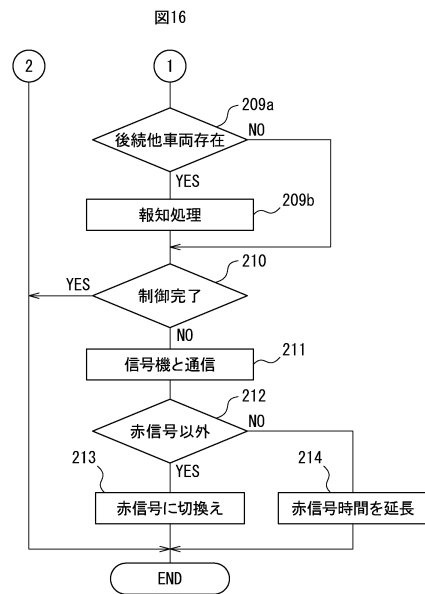 図16
2
1
209a
後続他車両存在
NO
YES
報知処理
209b
210
YES
制御完了
NO
信号機と通信
211
212
赤信号以外
NO
YES
213
赤信号に切換え
214
赤信号時間を延長
END